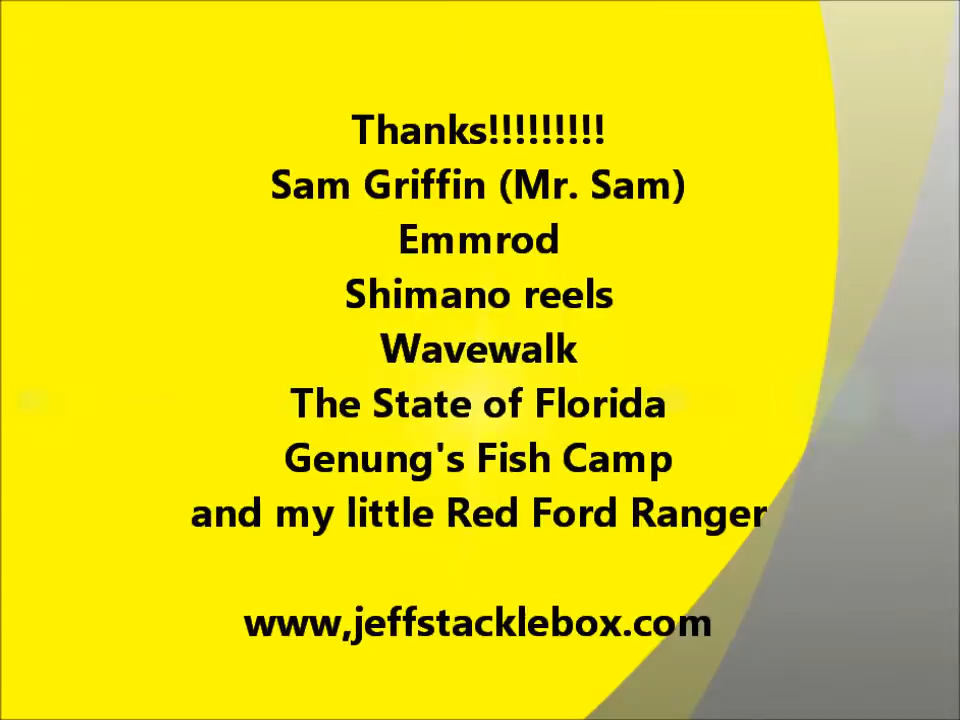 Thanks!!!!!!!!!
Sam Griffin (Mr. Sam)
Emmrod
Shimano reels
Wavewalk
The State of Florida
Genung's Fish Camp
and my little Red Ford Ranger
www,jeffstacklebox.com